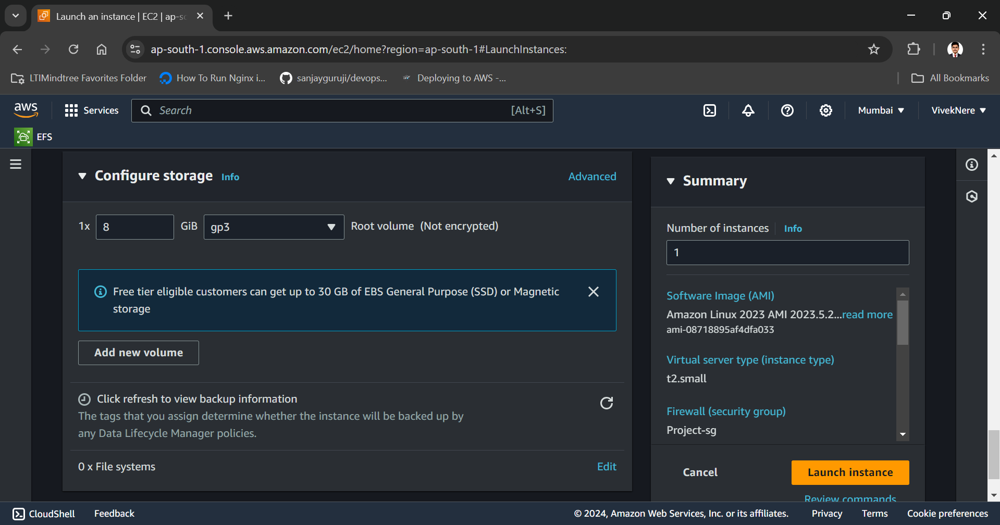 Launch an instance | EC2 | ap-so
ap-south-1.console.aws.amazon.com/ec2/home?region=ap-south-1#LaunchInstances:
LTIMindtree Favorites Folder
How To Run Nginx i...
sanjayguruji/devops...
Deploying to AWS -...
All Bookmarks
aws
Services
Search
[Alt+S]
Mumbai
VivekNere
EFS
Configure storage
Info
Advanced
1x
8
GiB
gp3
Root volume (Not encrypted)
Free tier eligible customers can get up to 30 GB of EBS General Purpose (SSD) or Magnetic
storage
Add new volume
Click refresh to view backup information
The tags that you assign determine whether the instance will be backed up by
any Data Lifecycle Manager policies.
0 x File systems
Edit
Summary
Number of instances
Info
1
Software Image (AMI)
Amazon Linux 2023 AMI 2023.5.2...read more
ami-08718895af4dfa033
Virtual server type (instance type)
t2.small
Firewall (security group)
Project-sg
Cancel
Launch instance
Review commands
CloudShell
Feedback
© 2024, Amazon Web Services, Inc. or its affiliates.
Privacy
Terms
Cookie preferences